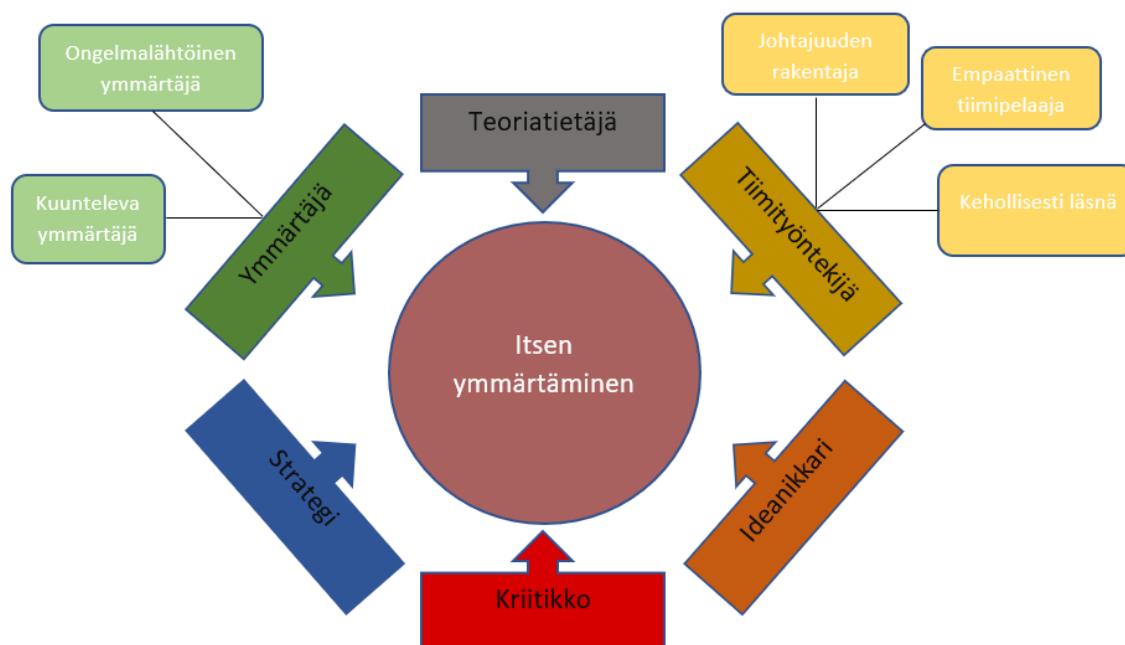 Ongelmalähtöinen
ymmärtäjä
Kuunteleva
ymmärtäjä
Ymmärtäjä
Teoriatietäjä
Johtajuuden
rakentaja
Empaattinen
tiimipelaaja
Kehollisesti läsnä
Tiimityöntekijä
Itsen
ymmärtäminen
Strategi
Kriitikko
Ideanikkari